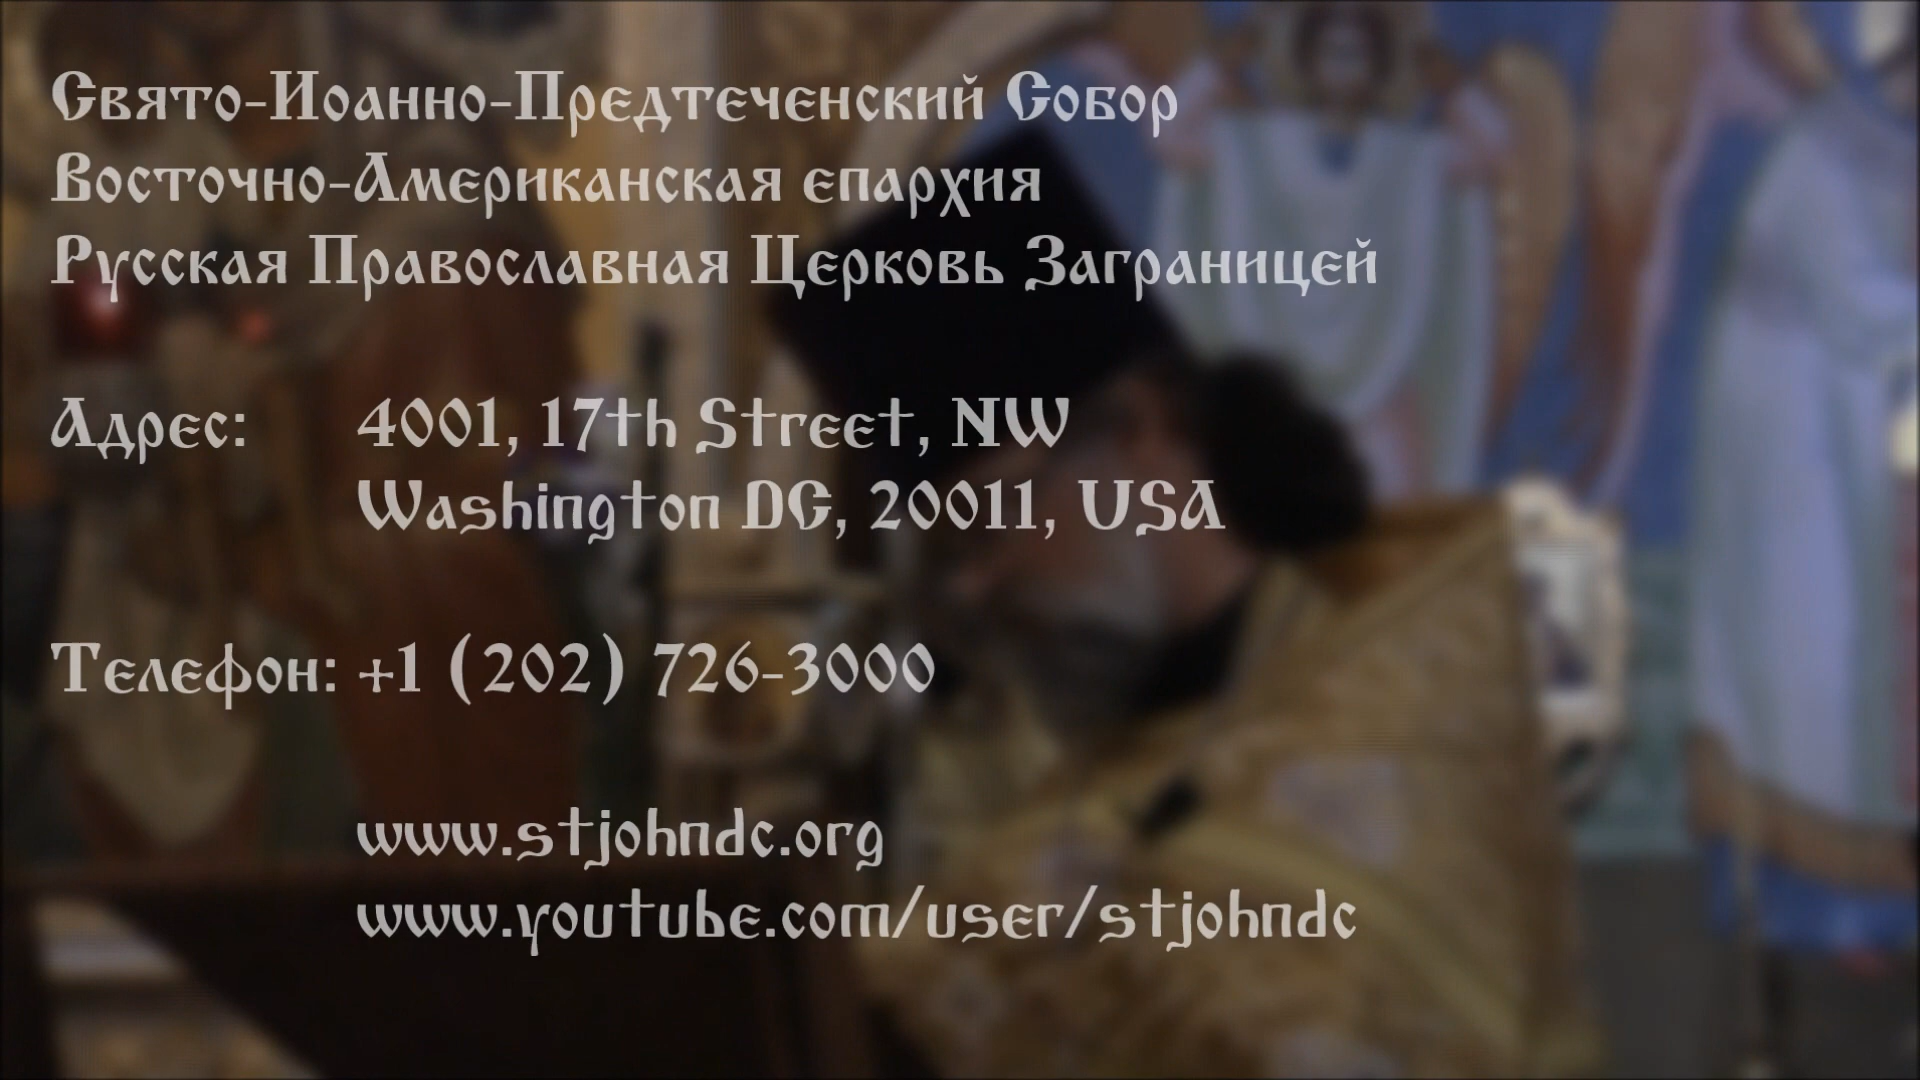 Свято-Иоанно-Предтеченский Собор
Восточно-Американская епархия
Русская Православная Церковь Заграницей
Адрес: 4001, 17th Street, NW
Washington DC, 20011, USA
Телефон: +1 (202) 726-3000
www.stjohndc.org
www.youtube.com/user/stjohndc